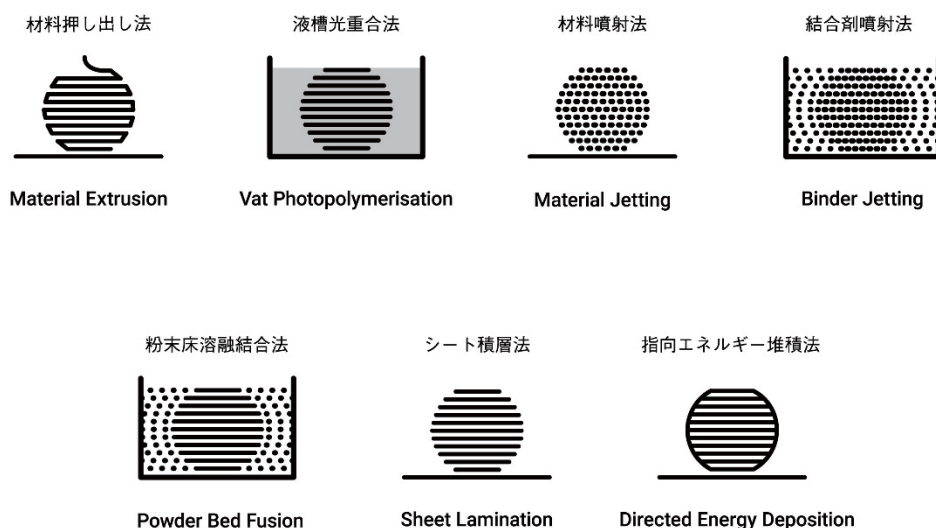 材料押し出し法
液槽光重合法
材料噴射法
結合剤噴射法
Material Extrusion
Vat Photopolymerisation
Material Jetting
Binder Jetting
粉末床溶融結合法
シート積層法
指向エネルギー堆積法
Powder Bed Fusion
Sheet Lamination
Directed Energy Deposition